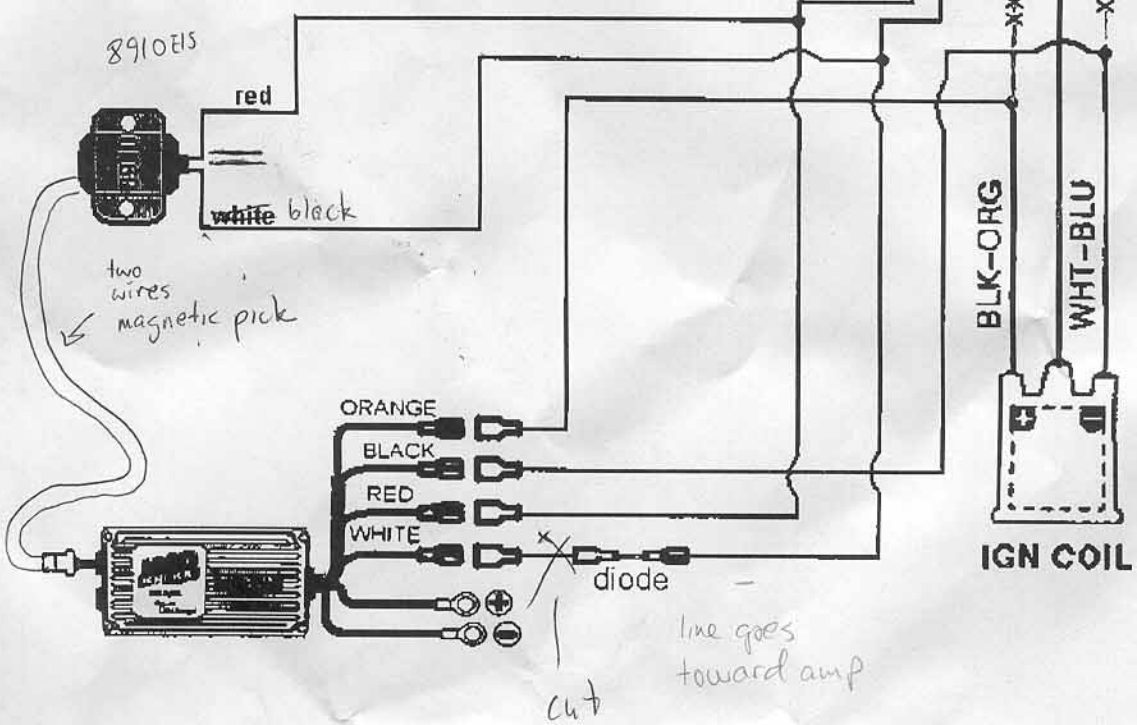 8910EIS
red
white black
two
wires
magnetic pick
BLK-ORG
WHT-BLU
ORANGE
BLACK
RED
WHITE
diode
+
-
+
-
IGN COIL
line goes
toward amp
cut